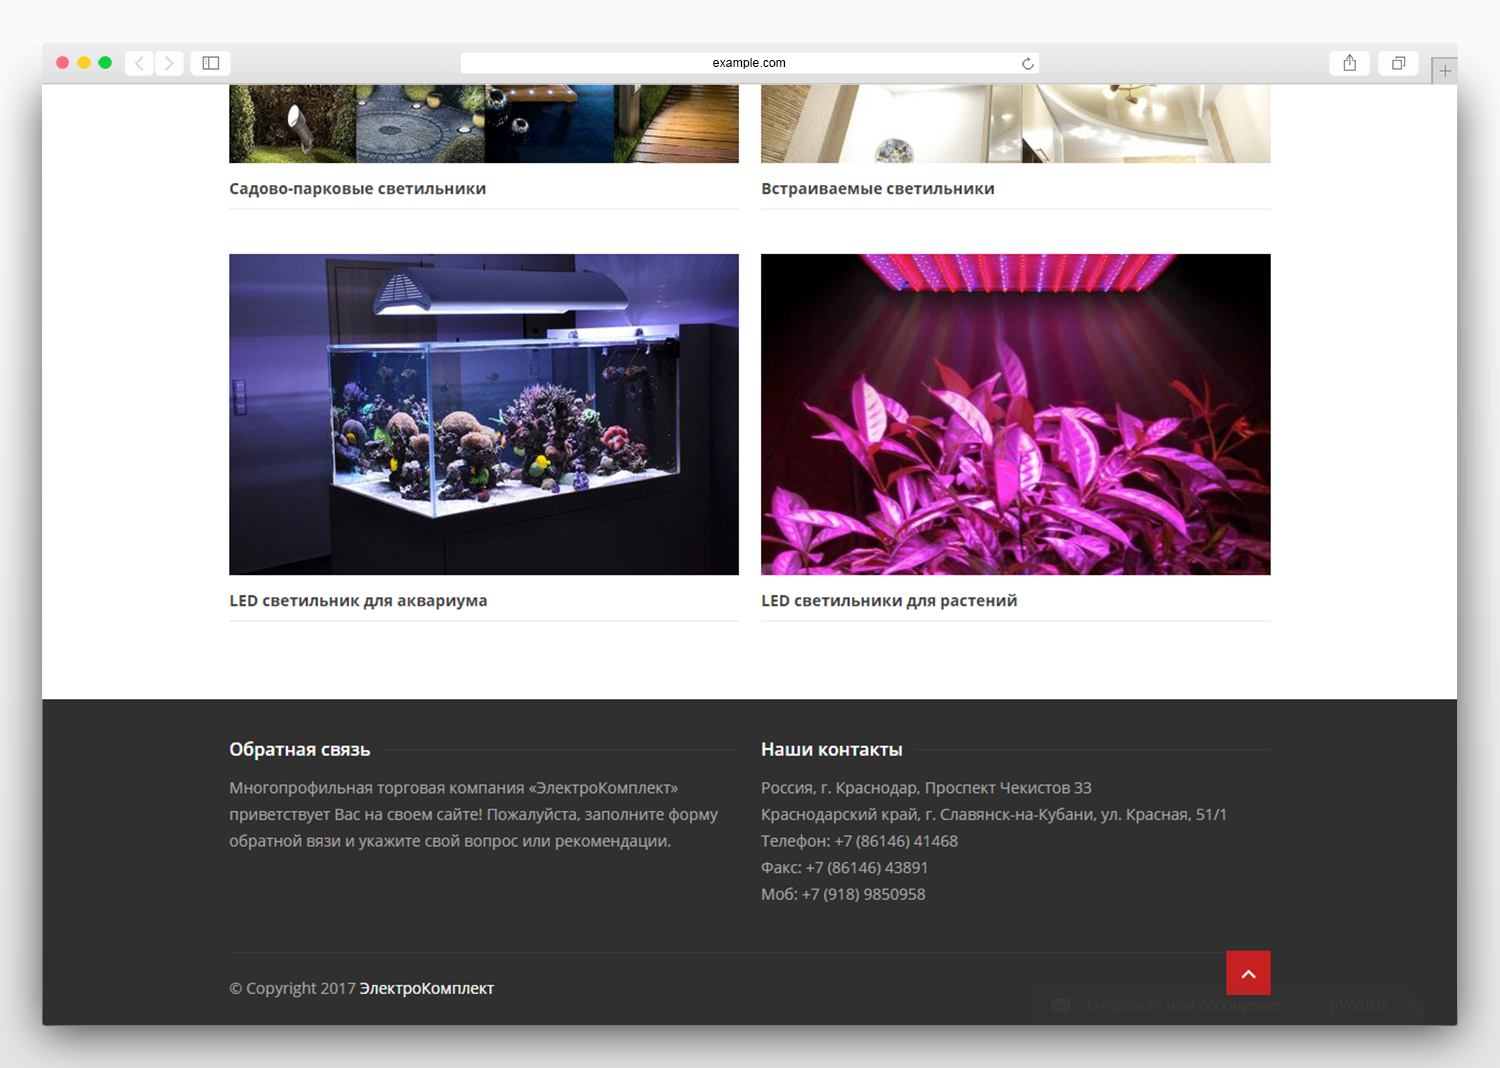 example.com
Садово-парковые светильники
Встраиваемые светильники
LED светильник для аквариума
LED светильники для растений
Обратная связь
Многопрофильная торговая компания «ЭлектроКомплект»
приветствует Вас на своем сайте! Пожалуйста, заполните форму
обратной вязи и укажите свой вопрос или рекомендации.
Наши контакты
Россия, г. Краснодар, Проспект Чекистов 33
Краснодарский край, г. Славянск-на-Кубани, ул. Красная, 51/1
Телефон: +7 (86146) 41468
Факс: +7 (86146) 43891
Моб: +7 (918) 9850958
© Copyright 2017 ЭлектроКомплект
Отправьте нам сообщение
jivosite